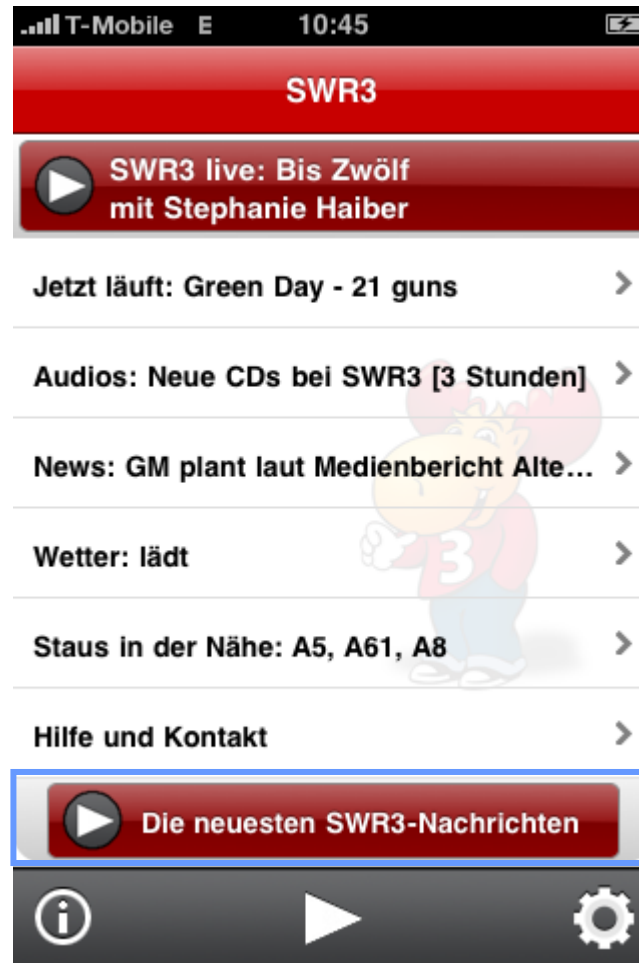 T-Mobile E 10:45
SWR3
SWR3 live: Bis Zwölf
mit Stephanie Haiber
Jetzt läuft: Green Day - 21 guns
Audios: Neue CDs bei SWR3 [3 Stunden]
News: GM plant laut Medienbericht Alte...
Wetter: lädt
Staus in der Nähe: A5, A61, A8
Hilfe und Kontakt
Die neuesten SWR3-Nachrichten
3